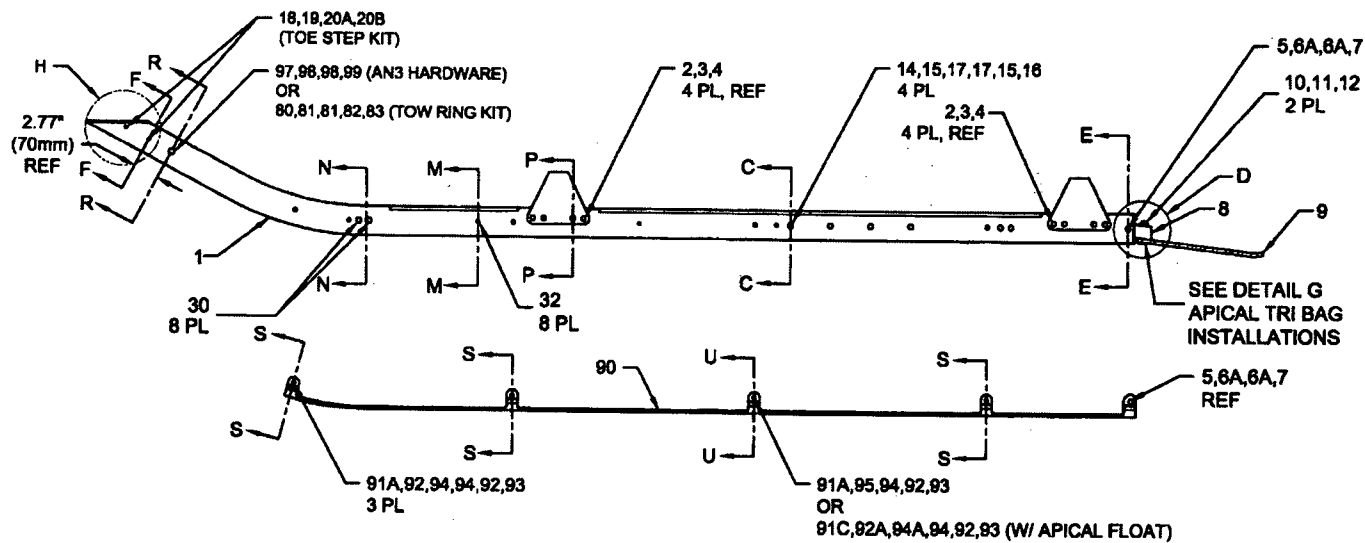 18,19,20A,20B
(TOE STEP KIT)
5,6A,6A,7
H
R
F
97,98,98,99 (AN3 HARDWARE)
OR
80,81,81,82,83 (TOW RING KIT)
2,3,4
4 PL, REF
14,15,17,17,15,16
4 PL
10,11,12
2 PL
2,3,4
4 PL, REF
2.77"
(70mm)
REF
E
D
N
M
P
C
8
9
F
R
1
N
M
P
C
E
30
8 PL
32
8 PL
SEE DETAIL G
APICAL TRI BAG
INSTALLATIONS
S
S
90
U
S
5,6A,6A,7
REF
S
S
U
S
91A,92,94,94,92,93
3 PL
91A,95,94,92,93
OR
91C,92A,94A,94,92,93 (W/ APICAL FLOAT)